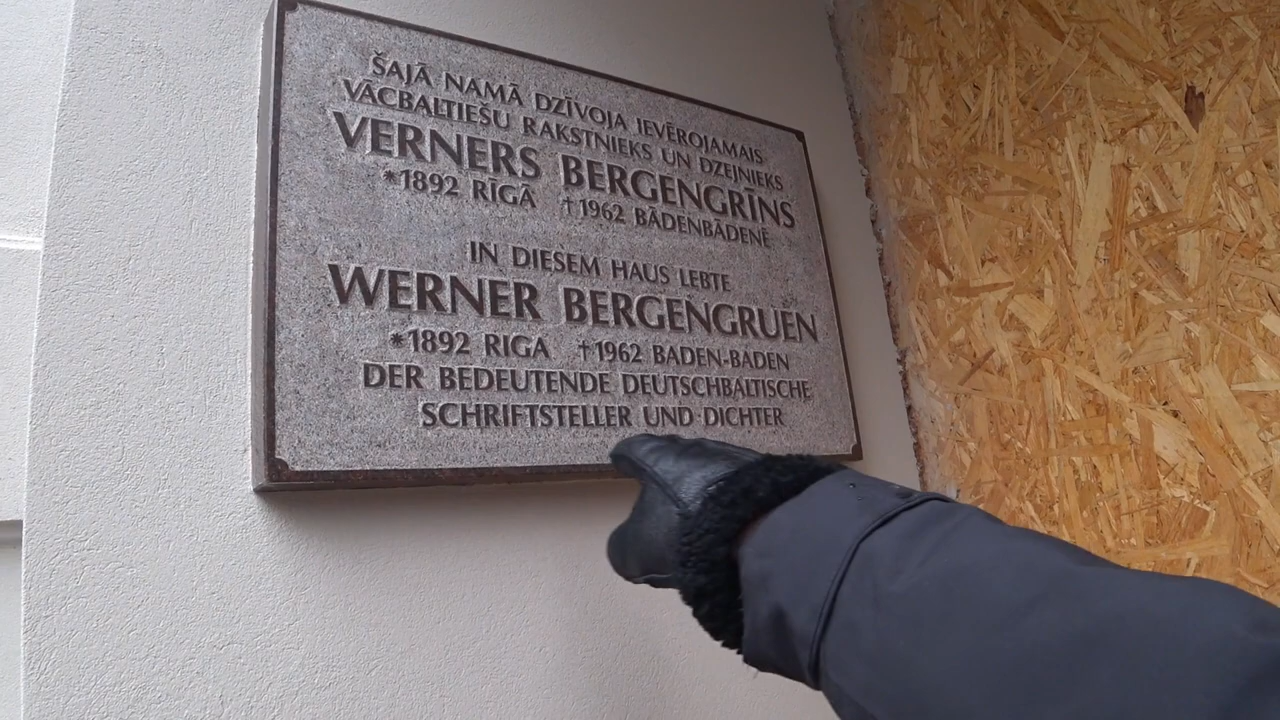 ŠAJĀ NAMĀ DZĪVOJA IEVĒROJAMAIS
VĀCBALTIEŠU RAKSTNIEKS UN DZEJNIEKS
VERNERS BERGENGRĪNS
*1892 RĪGĀ †1962 BĀDENBĀDENĒ
IN DIESEM HAUS LEBTE
WERNER BERGENGRUEN
*1892 RIGA †1962 BADEN-BADEN
DER BEDEUTENDE DEUTSCHBALTISCHE
SCHRIFTSTELLER UND DICHTER